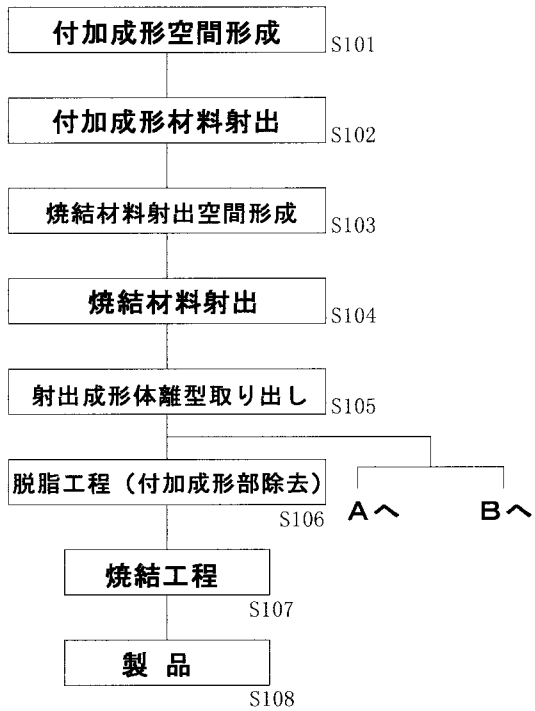 付加成形空間形成
S101
付加成形材料射出
S102
焼結材料射出空間形成
S103
焼結材料射出
S104
射出成形体離型取り出し
S105
脱脂工程（付加成形部除去）
S106
Aへ
Bへ
焼結工程
S107
製 品
S108